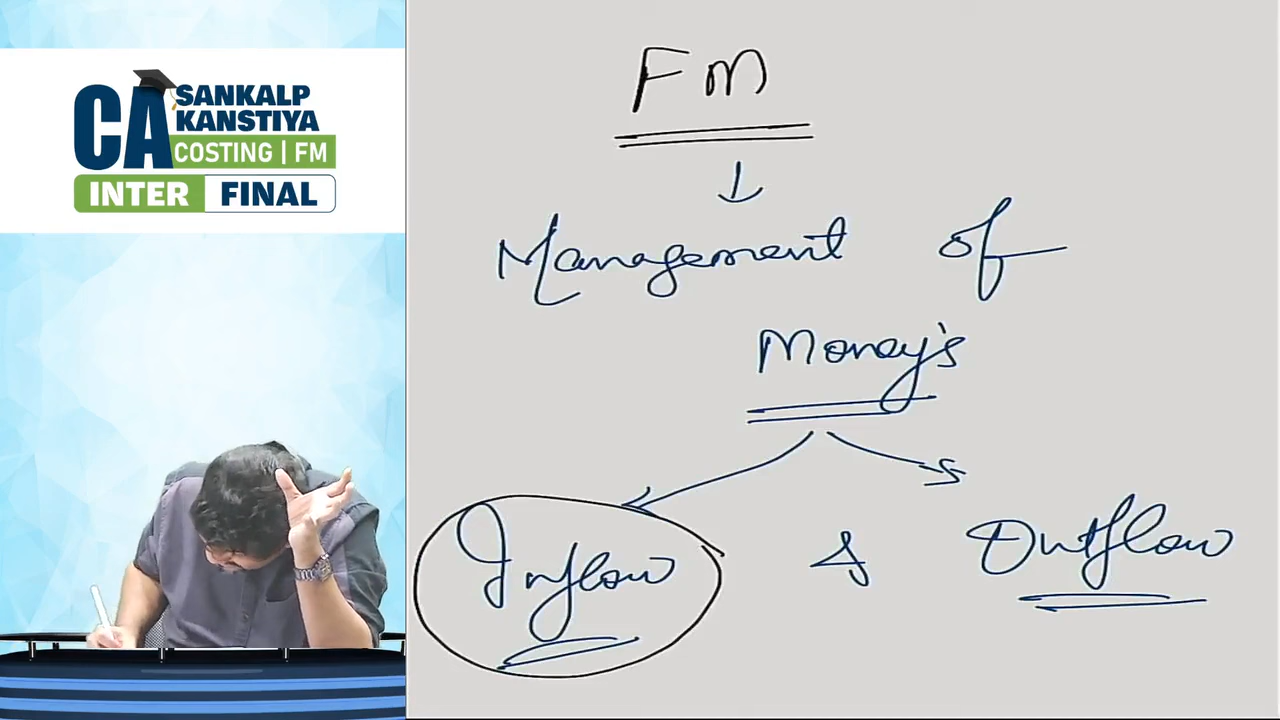 CA SANKALP
KANSTIYA
COSTING | FM
INTER FINAL
FM
Management of
Money's
Inflow & Outflow